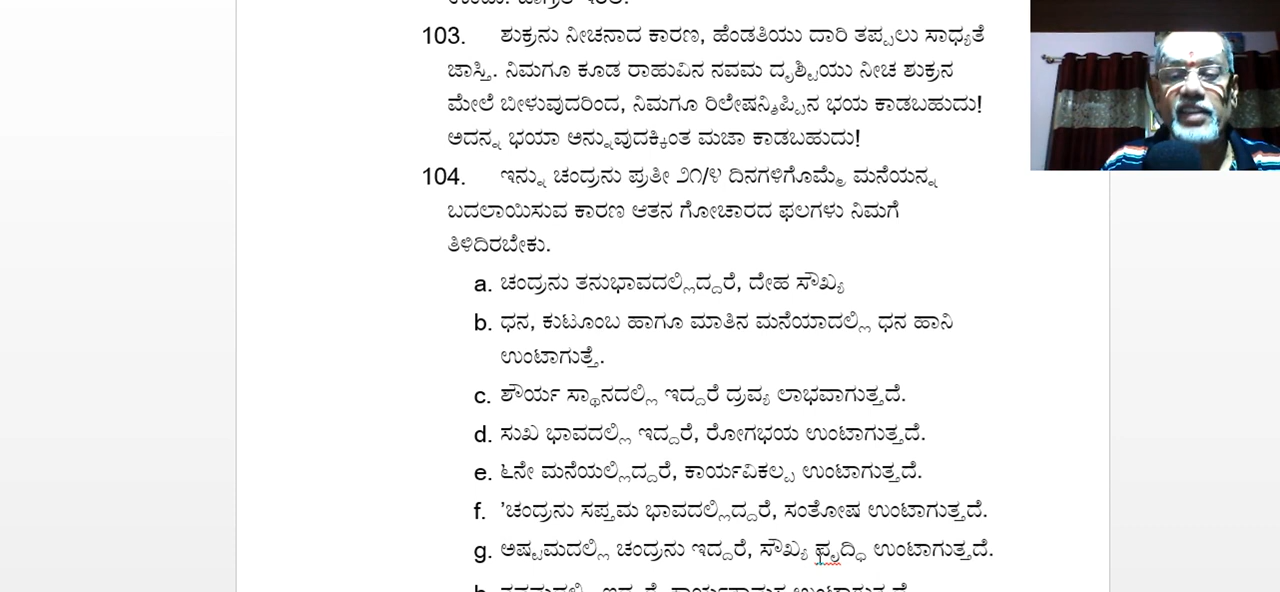 103. ಶುಕ್ರನು ನೀಚನಾದ ಕಾರಣ, ಹೆಂಡತಿಯು ದಾರಿ ತಪ್ಪಲು ಸಾಧ್ಯತೆ
ಜಾಸ್ತಿ. ನಿಮಗೂ ಕೂಡ ರಾಹುವಿನ ನವಮ ದೃಶ್ಟಿಯು ನೀಚ ಶುಕ್ರನ
ಮೇಲೆ ಬೀಳುವುದರಿಂದ, ನಿಮಗೂ ರಿಲೇಷನ್ಶಿಪ್ಪಿನ ಭಯ ಕಾಡಬಹುದು!
ಅದನ್ನ ಭಯಾ ಅನ್ನುವುದಕ್ಕಿಂತ ಮಜಾ ಕಾಡಬಹುದು!
104. ಇನ್ನು ಚಂದ್ರನು ಪ್ರತೀ ೨೧/೪ ದಿನಗಳಿಗೊಮ್ಮೆ ಮನೆಯನ್ನ
ಬದಲಾಯಿಸುವ ಕಾರಣ ಆತನ ಗೋಚಾರದ ಫಲಗಳು ನಿಮಗೆ
ತಿಳಿದಿರಬೇಕು.
a. ಚಂದ್ರನು ತನುಭಾವದಲ್ಲಿದ್ದರೆ, ದೇಹ ಸೌಖ್ಯ
b. ಧನ, ಕುಟೂಂಬ ಹಾಗೂ ಮಾತಿನ ಮನೆಯಾದಲ್ಲಿ ಧನ ಹಾನಿ
ಉಂಟಾಗುತ್ತೆ.
c. ಶೌರ್ಯ ಸ್ಥಾನದಲ್ಲಿ ಇದ್ದರೆ ದ್ರವ್ಯ ಲಾಭವಾಗುತ್ತದೆ.
d. ಸುಖ ಭಾವದಲ್ಲಿ ಇದ್ದರೆ, ರೋಗಭಯ ಉಂಟಾಗುತ್ತದೆ.
e. ೬ನೇ ಮನೆಯಲ್ಲಿದ್ದರೆ, ಕಾರ್ಯವಿಕಲ್ಪ ಉಂಟಾಗುತ್ತದೆ.
f. 'ಚಂದ್ರನು ಸಪ್ತಮ ಭಾವದಲ್ಲಿದ್ದರೆ, ಸಂತೋಷ ಉಂಟಾಗುತ್ತದೆ.
g. ಅಷ್ಟಮದಲ್ಲಿ ಚಂದ್ರನು ಇದ್ದರೆ, ಸೌಖ್ಯ ಉಂಟಾಗುತ್ತದೆ.